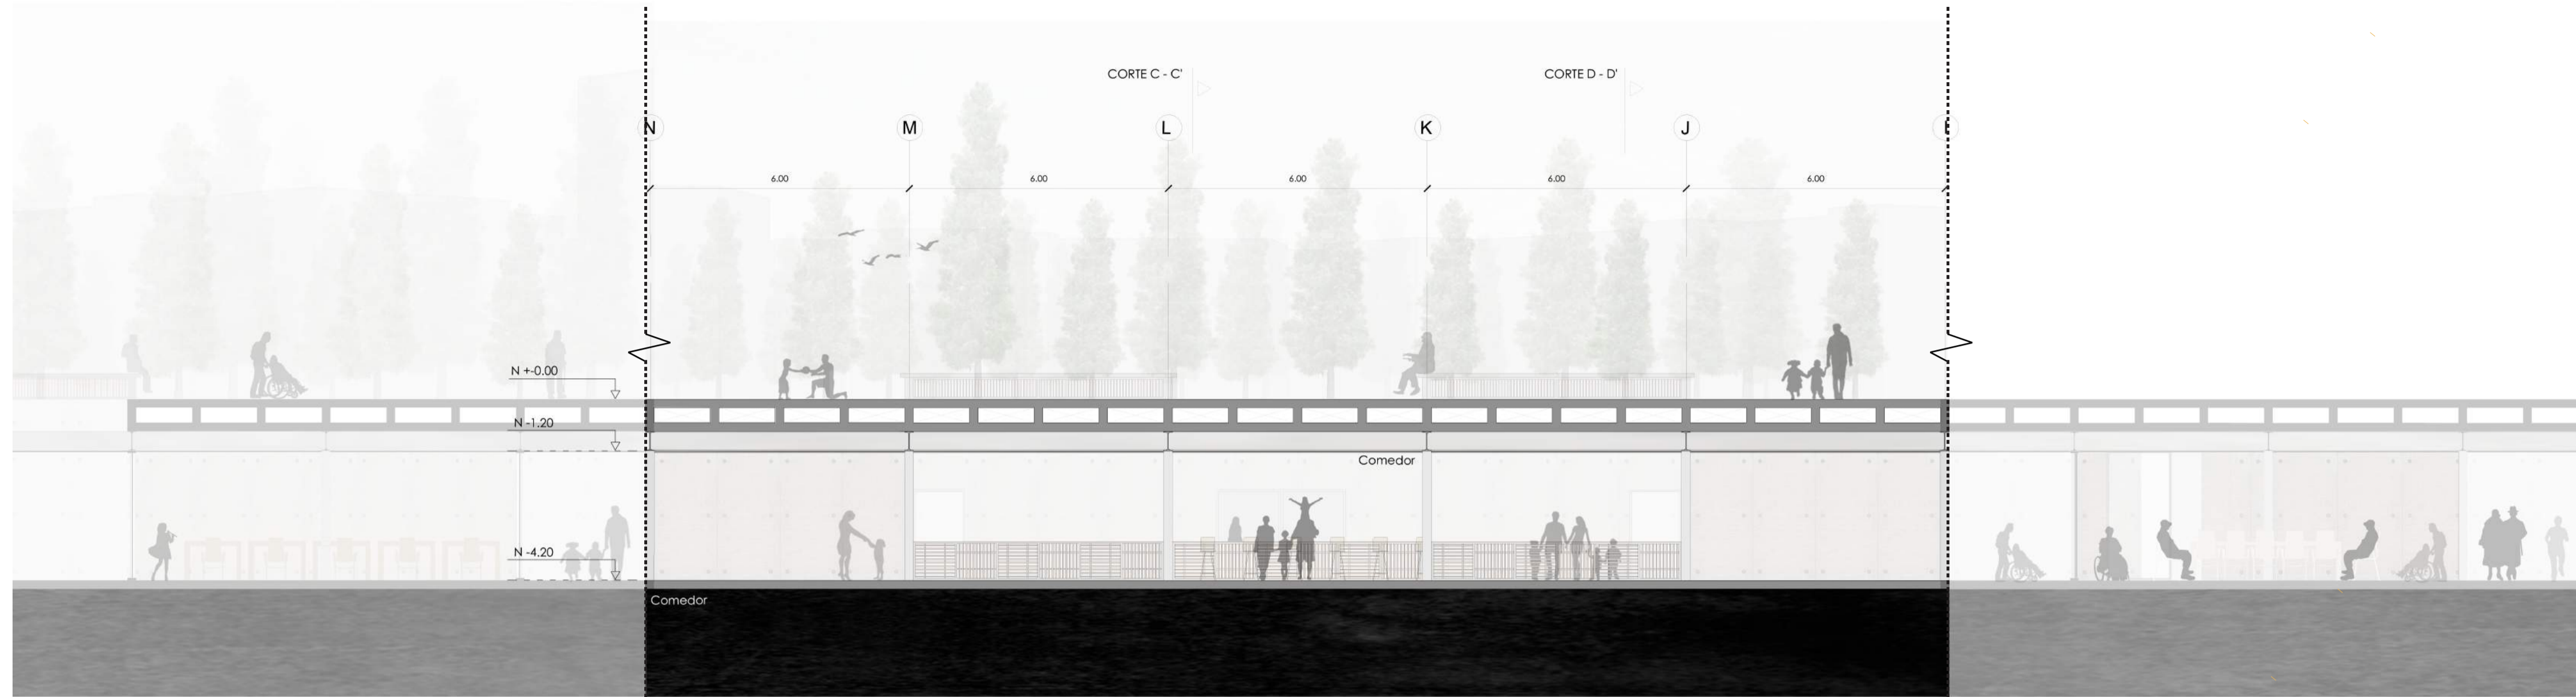 CORTE C - C' CORTE D - D'
N M L K J I
6.00 6.00 6.00 6.00 6.00
N +-0.00
N -1.20
Comedor
N -4.20
Comedor